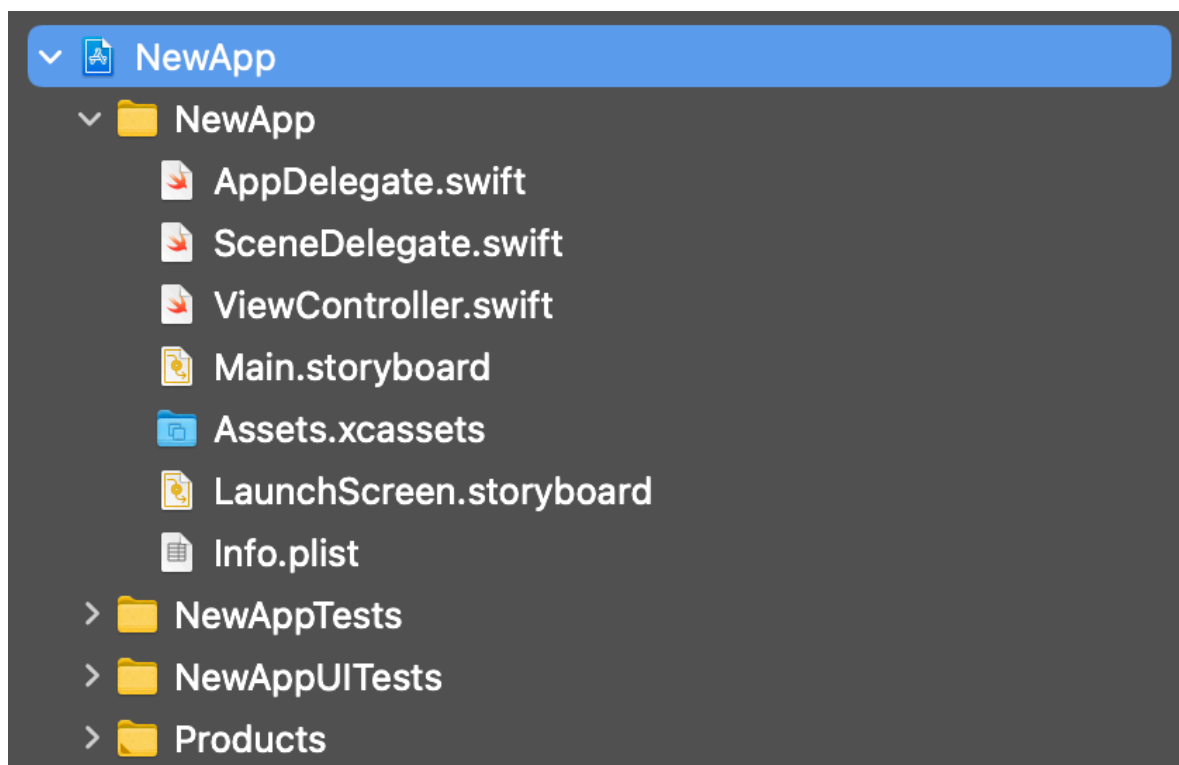 NewApp
NewApp
AppDelegate.swift
SceneDelegate.swift
ViewController.swift
Main.storyboard
Assets.xcassets
LaunchScreen.storyboard
Info.plist
NewAppTests
NewAppUITests
Products